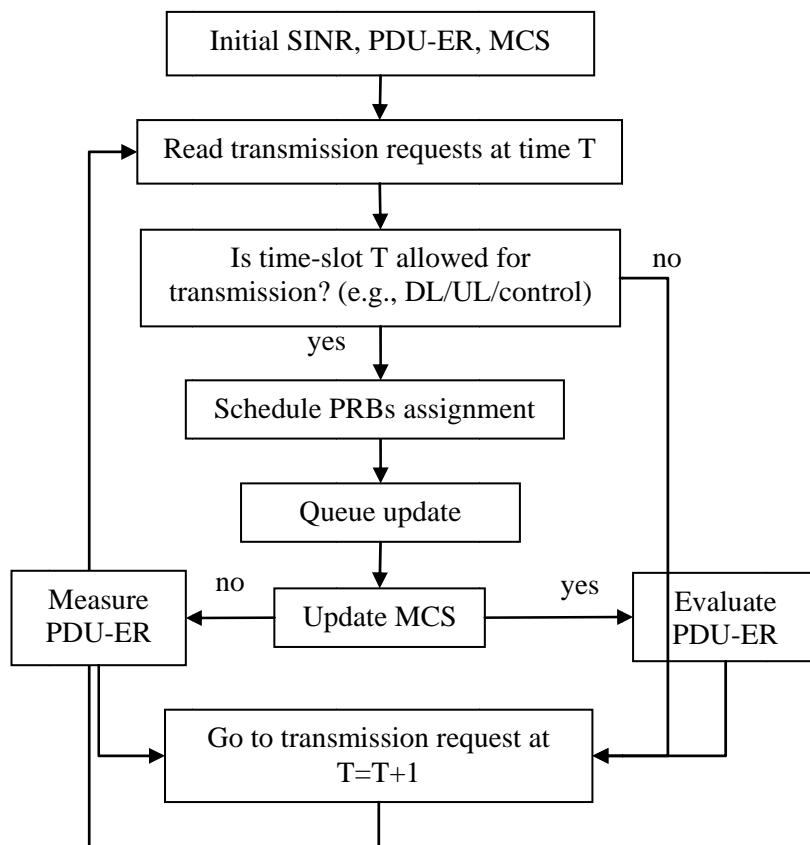 Initial SINR, PDU-ER, MCS
Read transmission requests at time T
Is time-slot T allowed for
transmission? (e.g., DL/UL/control)
no
yes
Schedule PRBs assignment
Queue update
Measure
PDU-ER
no
Update MCS
yes
Evaluate
PDU-ER
Go to transmission request at
T=T+1